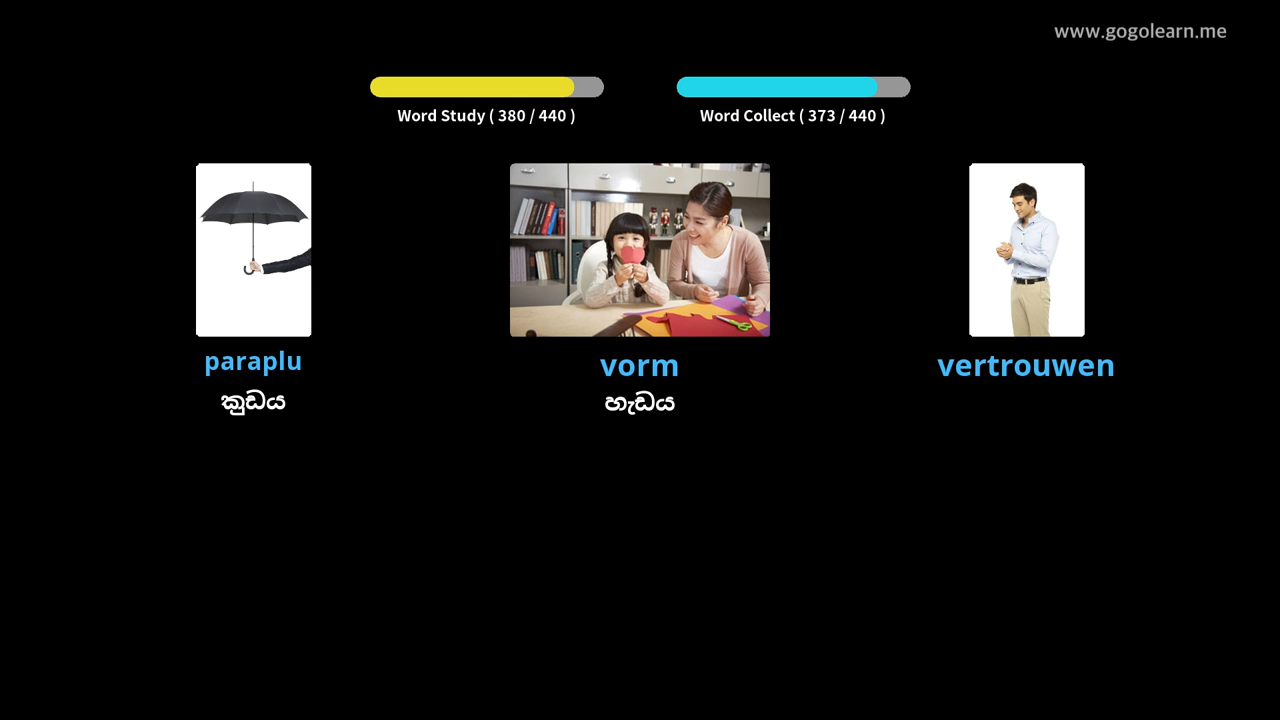 www.gogolearn.me
Word Study ( 380 / 440 )
Word Collect ( 373 / 440 )
paraplu
කුඩය
vorm
හැඩය
vertrouwen